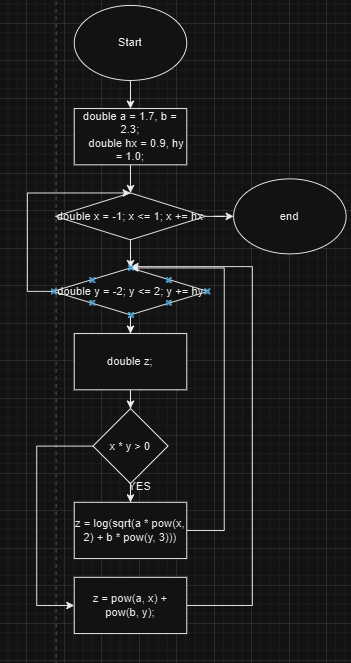 Start
double a = 1.7, b =
2.3;
double hx = 0.9, hy
= 1.0;
double x = -1; x <= 1; x += hx
end
double y = -2; y <= 2; y += hy
double z;
x * y > 0
YES
z = log(sqrt(a * pow(x,
2) + b * pow(y, 3)))
z = pow(a, x) +
pow(b, y);